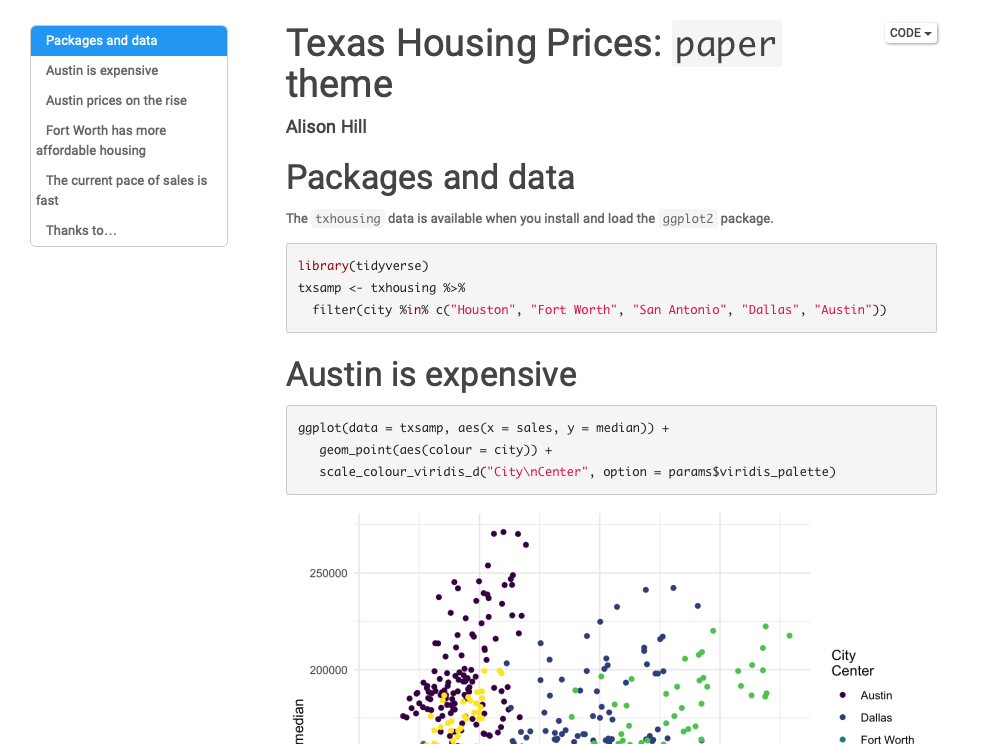 Packages and data
Austin is expensive
Austin prices on the rise
Fort Worth has more
affordable housing
The current pace of sales is
fast
Thanks to…
CODE
Texas Housing Prices: paper
theme
Alison Hill
Packages and data
The txhousing data is available when you install and load the ggplot2 package.
library(tidyverse)
txsamp <- txhousing %>%
  filter(city %in% c("Houston", "Fort Worth", "San Antonio", "Dallas", "Austin"))
Austin is expensive
ggplot(data = txsamp, aes(x = sales, y = median)) +
   geom_point(aes(colour = city)) +
   scale_colour_viridis_d("City\nCenter", option = params$viridis_palette)
250000
200000
median
City
Center
Austin
Dallas
Fort Worth